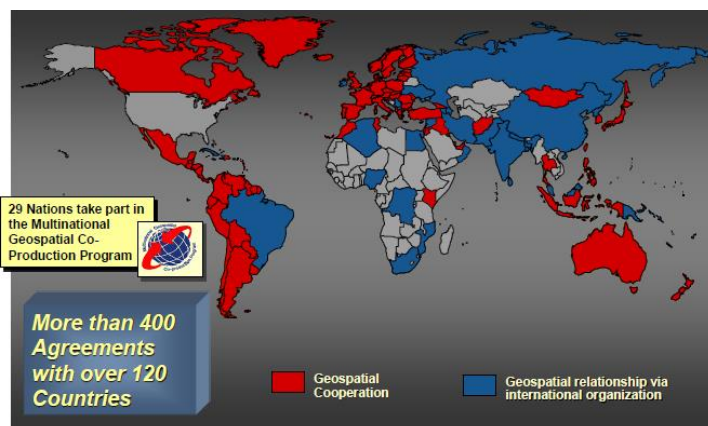 29 Nations take part in
the Multinational
Geospatial Co-
Production Program
More than 400
Agreements
with over 120
Countries
Geospatial
Cooperation
Geospatial relationship via
international organization